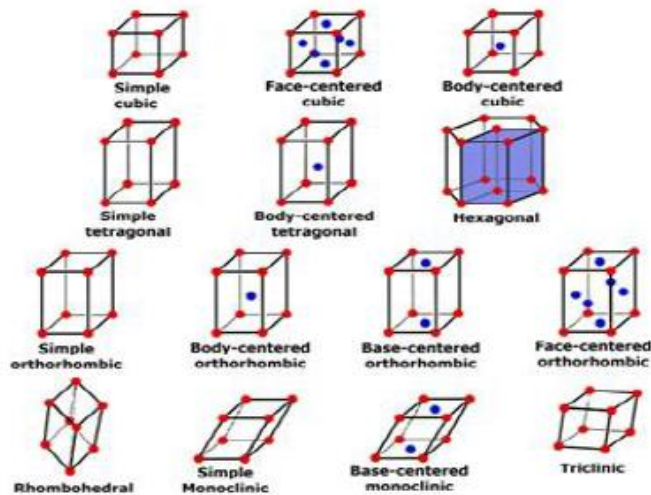 Simple
cubic
Face-centered
cubic
Body-centered
cubic
Simple
tetragonal
Body-centered
tetragonal
Hexagonal
Simple
orthorhombic
Body-centered
orthorhombic
Base-centered
orthorhombic
Face-centered
orthorhombic
Rhombohedral
Simple
Monoclinic
Base-centered
monoclinic
Triclinic